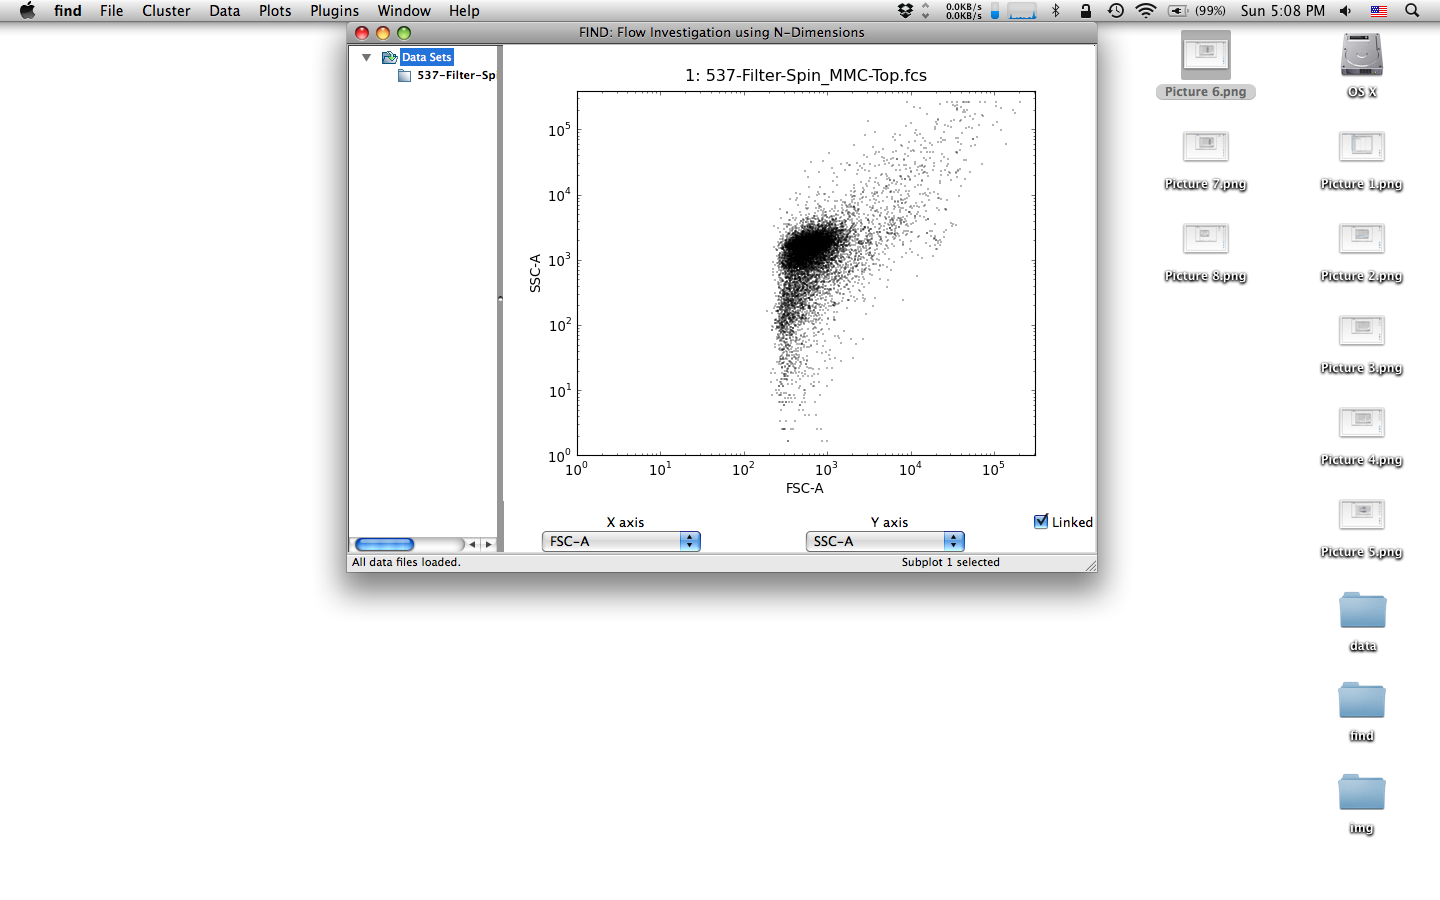 find File Cluster Data Plots Plugins Window Help
0.0KB/s
0.0KB/s
(99%) Sun 5:08 PM
FIND: Flow Investigation using N-Dimensions
Data Sets
537-Filter-Spi
1: 537-Filter-Spin_MMC-Top.fcs
10^5
10^4
10^3
10^2
10^1
10^0
SSC-A
10^0 10^1 10^2 10^3 10^4 10^5
FSC-A
X axis
FSC-A
Y axis
SSC-A
Linked
All data files loaded.
Subplot 1 selected
Picture 6.png
OS X
Picture 7.png
Picture 1.png
Picture 8.png
Picture 2.png
Picture 3.png
Picture 4.png
Picture 5.png
data
find
img